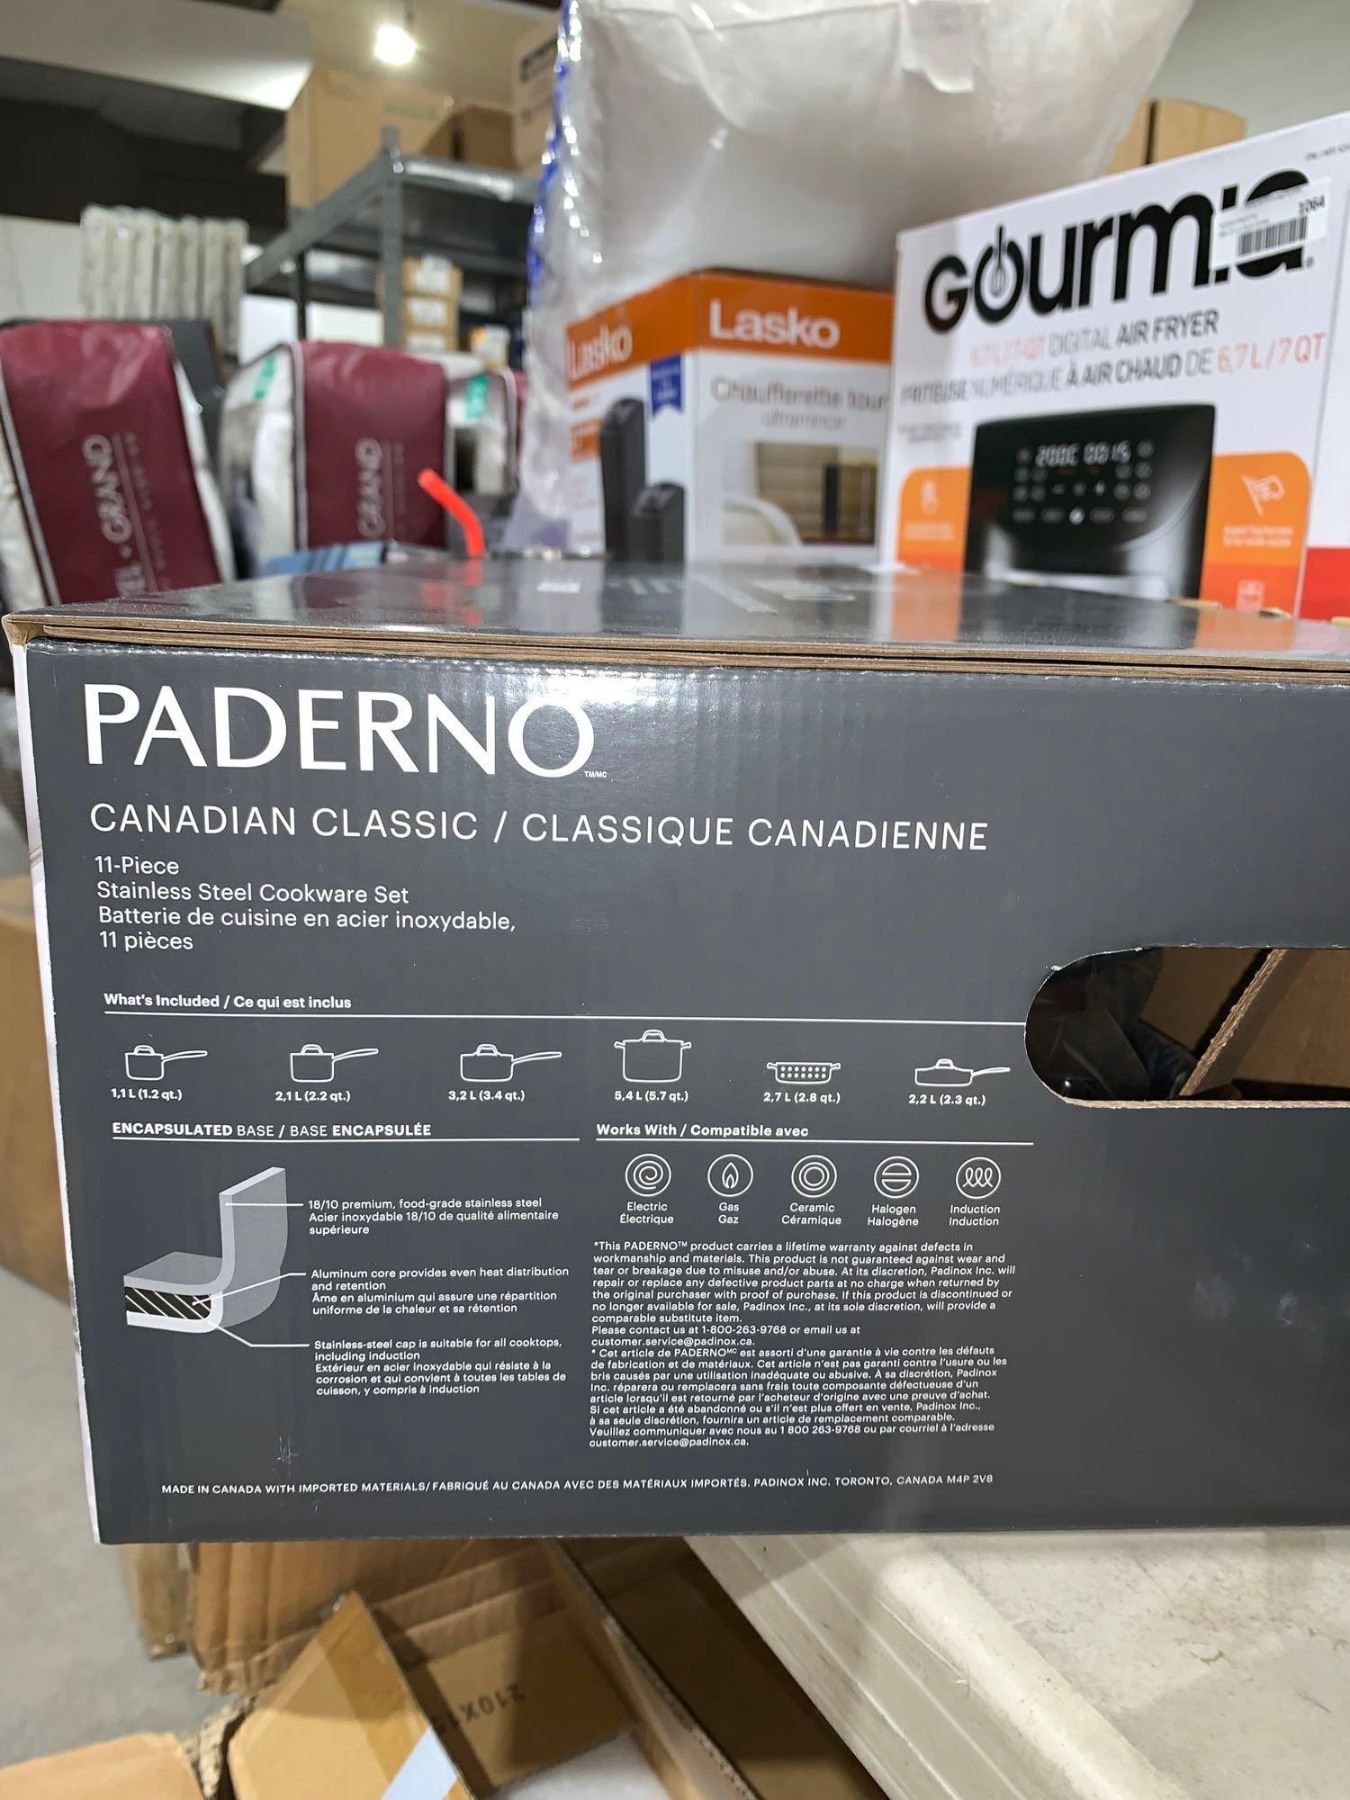 GOURMIA
1064
6,7L/7QT DIGITAL AIR FRYER
FRITEUSE NUMÉRIQUE À AIR CHAUD DE 6,7L/7QT
Lasko
Lasko
Chaufferette tour
GRAND
GRAND
PADERNO
TM/MC
CANADIAN CLASSIC / CLASSIQUE CANADIENNE
11-Piece
Stainless Steel Cookware Set
Batterie de cuisine en acier inoxydable,
11 pièces
What's Included / Ce qui est inclus
1,1 L (1.2 qt.)
2,1 L (2.2 qt.)
3,2 L (3.4 qt.)
5,4 L (5.7 qt.)
2,7 L (2.8 qt.)
2,2 L (2.3 qt.)
ENCAPSULATED BASE / BASE ENCAPSULÉE
18/10 premium, food-grade stainless steel
Acier inoxydable 18/10 de qualité alimentaire
supérieure
Aluminum core provides even heat distribution
and retention
Âme en aluminium qui assure une répartition
uniforme de la chaleur et sa rétention
Stainless-steel cap is suitable for all cooktops,
including induction
Extérieur en acier inoxydable qui résiste à la
corrosion et qui convient à toutes les tables de
cuisson, y compris à induction
Works With / Compatible avec
Electric
Électrique
Gas
Gaz
Ceramic
Céramique
Halogen
Halogène
Induction
Induction
*This PADERNO™ product carries a lifetime warranty against defects in
workmanship and materials. This product is not guaranteed against wear and
tear or breakage due to misuse and/or abuse. At its discretion, Padinox Inc. will
repair or replace any defective product parts at no charge when returned by
the original purchaser with proof of purchase. If this product is discontinued or
no longer available for sale, Padinox Inc., at its sole discretion, will provide a
comparable substitute item.
Please contact us at 1-800-263-9768 or email us at
customer.service@padinox.ca.
* Cet article de PADERNOᴹᶜ est assorti d'une garantie à vie contre les défauts
de fabrication et de matériaux. Cet article n'est pas garanti contre l'usure ou les
bris causés par une utilisation inadéquate ou abusive. À sa discrétion, Padinox
Inc. réparera ou remplacera sans frais toute composante défectueuse d'un
article lorsqu'il est retourné par l'acheteur d'origine avec une preuve d'achat.
Si cet article a été abandonné ou s'il n'est plus offert en vente, Padinox Inc.,
à sa seule discrétion, fournira un article de remplacement comparable.
Veuillez communiquer avec nous au 1 800 263-9768 ou par courriel à l'adresse
customer.service@padinox.ca.
MADE IN CANADA WITH IMPORTED MATERIALS/ FABRIQUÉ AU CANADA AVEC DES MATÉRIAUX IMPORTÉS. PADINOX INC. TORONTO, CANADA M4P 2V8